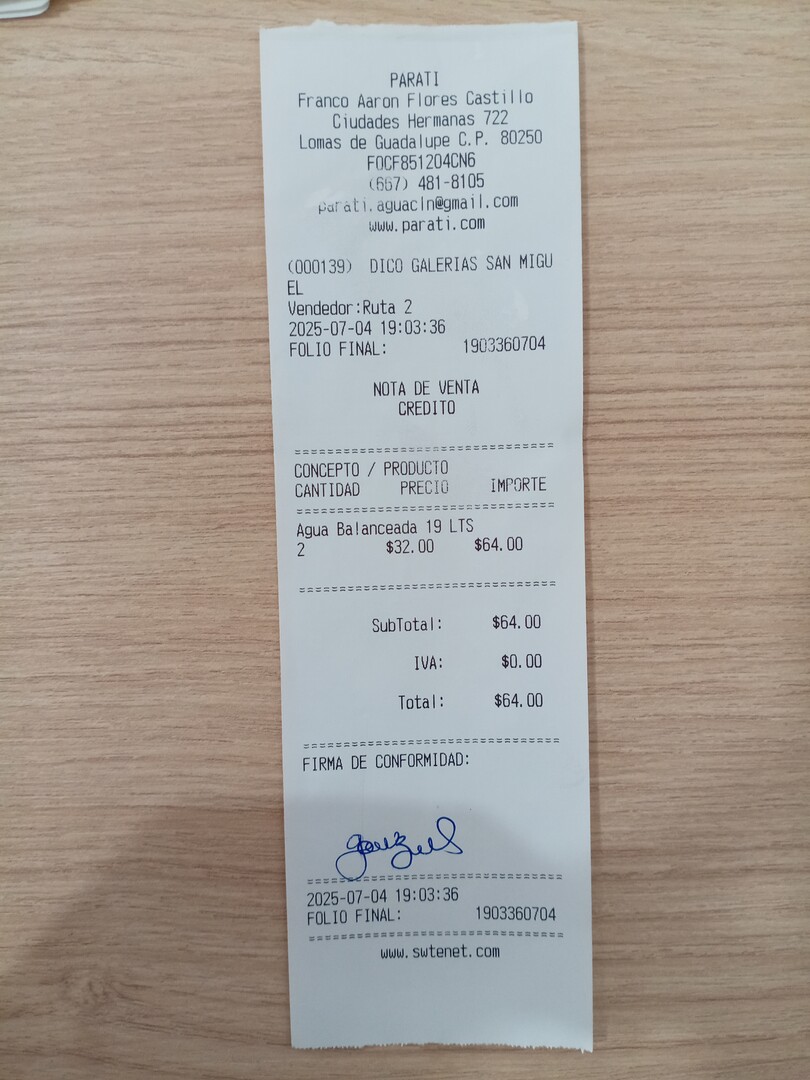 PARATI
Franco Aaron Flores Castillo
Ciudades Hermanas 722
Lomas de Guadalupe C.P. 80250
FOCF851204CN6
(667) 481-8105
parati.aguacln@gmail.com
www.parati.com
(000139) DICO GALERIAS SAN MIGU
EL
Vendedor:Ruta 2
2025-07-04 19:03:36
FOLIO FINAL: 1903360704
NOTA DE VENTA
CREDITO
================================
CONCEPTO / PRODUCTO
CANTIDAD PRECIO IMPORTE
================================
Agua Balanceada 19 LTS
2 $32.00 $64.00
================================
SubTotal: $64.00
IVA: $0.00
Total: $64.00
================================
FIRMA DE CONFORMIDAD:
================================
2025-07-04 19:03:36
FOLIO FINAL: 1903360704
================================
www.swtenet.com